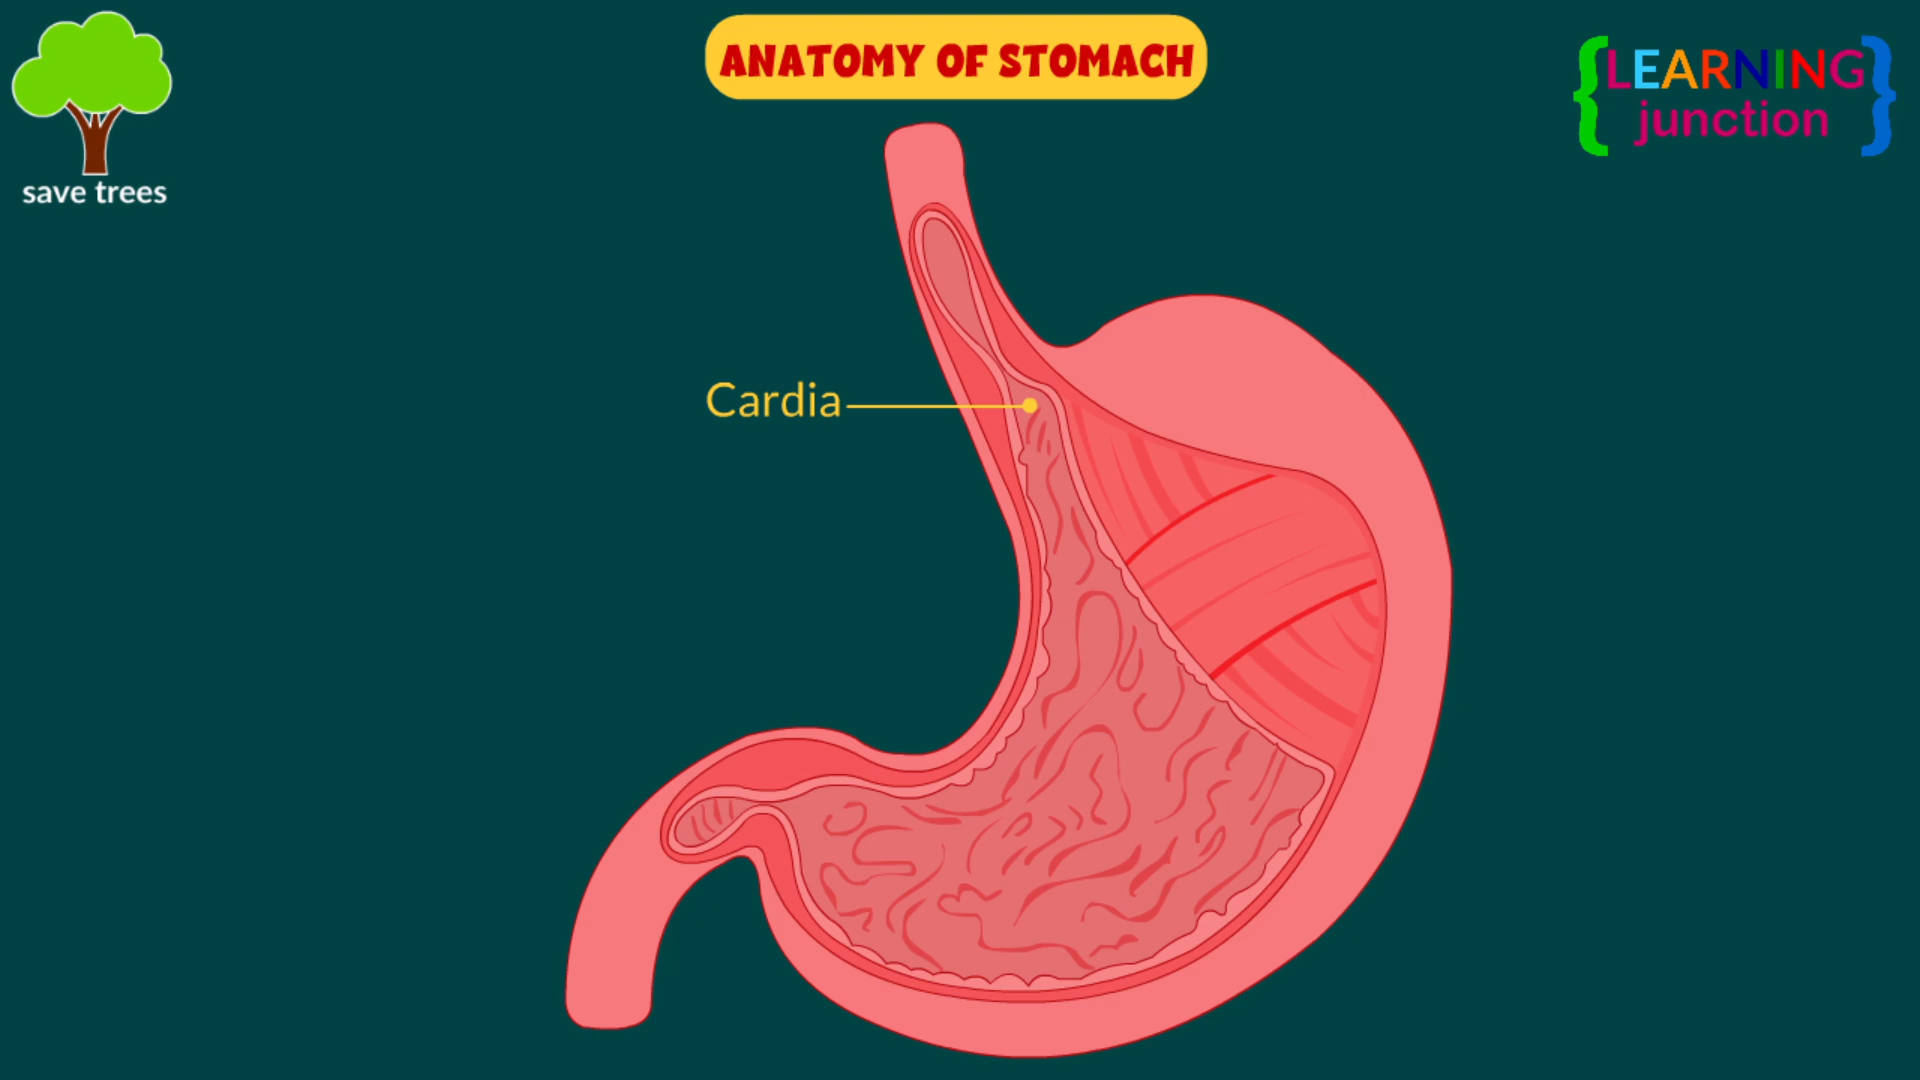 ANATOMY OF STOMACH
{LEARNING
junction}
save trees
Cardia